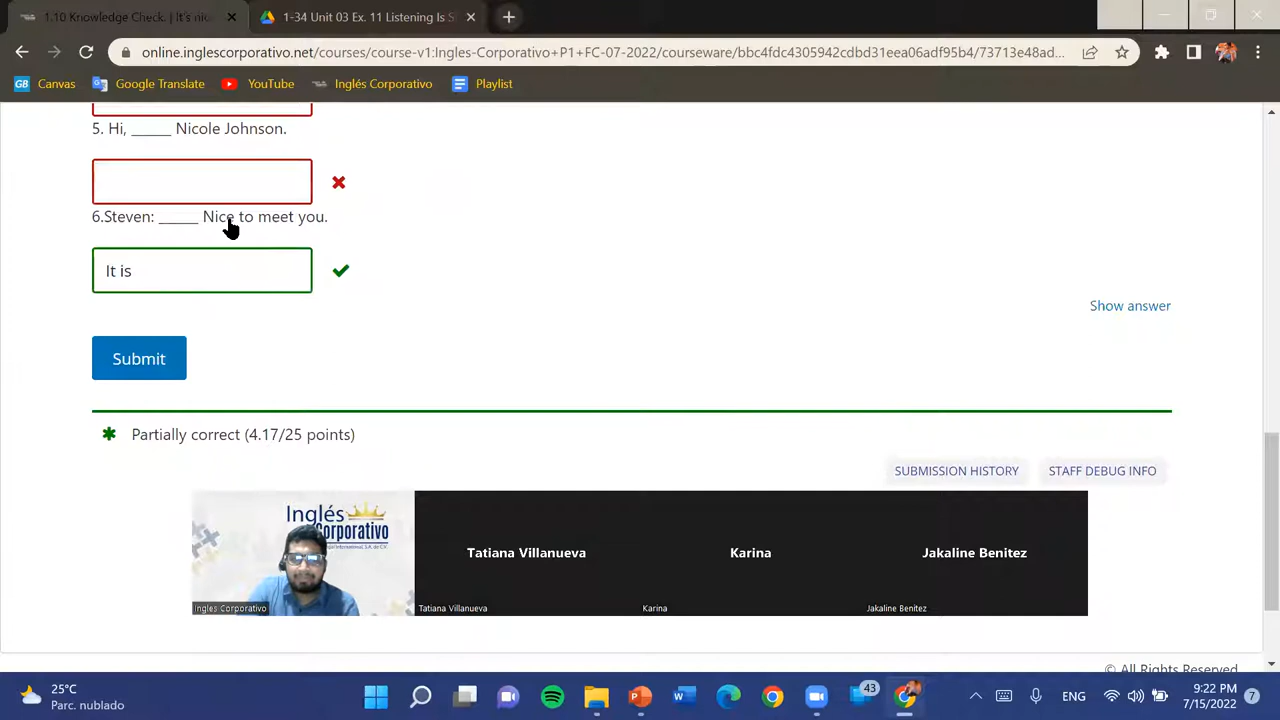 1.10 Knowledge Check. | It's nic
1-34 Unit 03 Ex. 11 Listening Is S
online.inglescorporativo.net/courses/course-v1:Ingles-Corporativo+P1+FC-07-2022/courseware/bbc4fdc4305942cdbd31eea06adf95b4/73713e48ad...
GB Canvas
Google Translate
YouTube
Inglés Corporativo
Playlist
5. Hi, _____ Nicole Johnson.
6.Steven: _____ Nice to meet you.
It is
Show answer
Submit
Partially correct (4.17/25 points)
SUBMISSION HISTORY
STAFF DEBUG INFO
Inglés
Corporativo
Ingles Corporativo
Tatiana Villanueva
Tatiana Villanueva
Karina
Karina
Jakaline Benitez
Jakaline Benitez
© All Rights Reserved
25°C
Parc. nublado
43
ENG
9:22 PM
7/15/2022
7